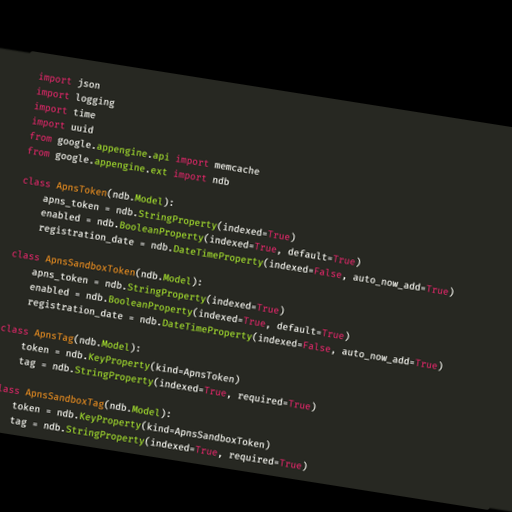 import json
import logging
import time
import uuid
from google.appengine.api import memcache
from google.appengine.ext import ndb
class ApnsToken(ndb.Model):
apns_token = ndb.StringProperty(indexed=True)
enabled = ndb.BooleanProperty(indexed=True, default=True)
registration_date = ndb.DateTimeProperty(indexed=False, auto_now_add=True)
class ApnsSandboxToken(ndb.Model):
apns_token = ndb.StringProperty(indexed=True)
enabled = ndb.BooleanProperty(indexed=True, default=True)
registration_date = ndb.DateTimeProperty(indexed=False, auto_now_add=True)
class ApnsTag(ndb.Model):
token = ndb.KeyProperty(kind=ApnsToken)
tag = ndb.StringProperty(indexed=True, required=True)
class ApnsSandboxTag(ndb.Model):
token = ndb.KeyProperty(kind=ApnsSandboxToken)
tag = ndb.StringProperty(indexed=True, required=True)